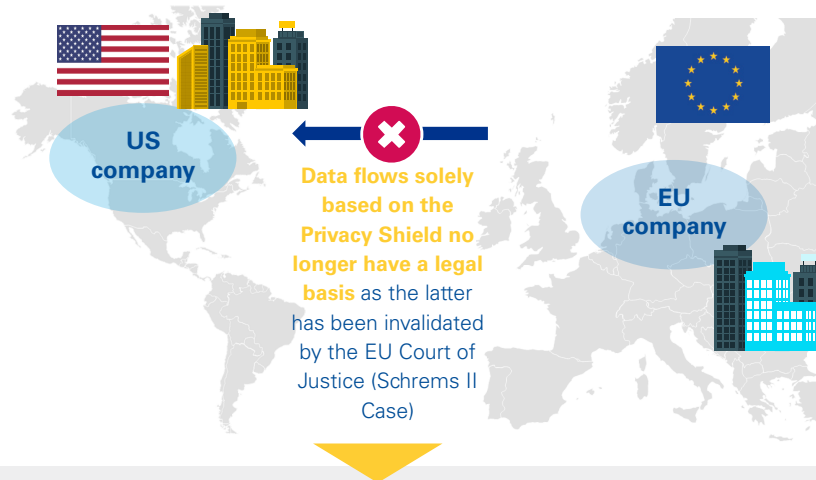 US
company
Data flows solely
based on the
Privacy Shield no
longer have a legal
basis as the latter
has been invalidated
by the EU Court of
Justice (Schrems II
Case)
EU
company